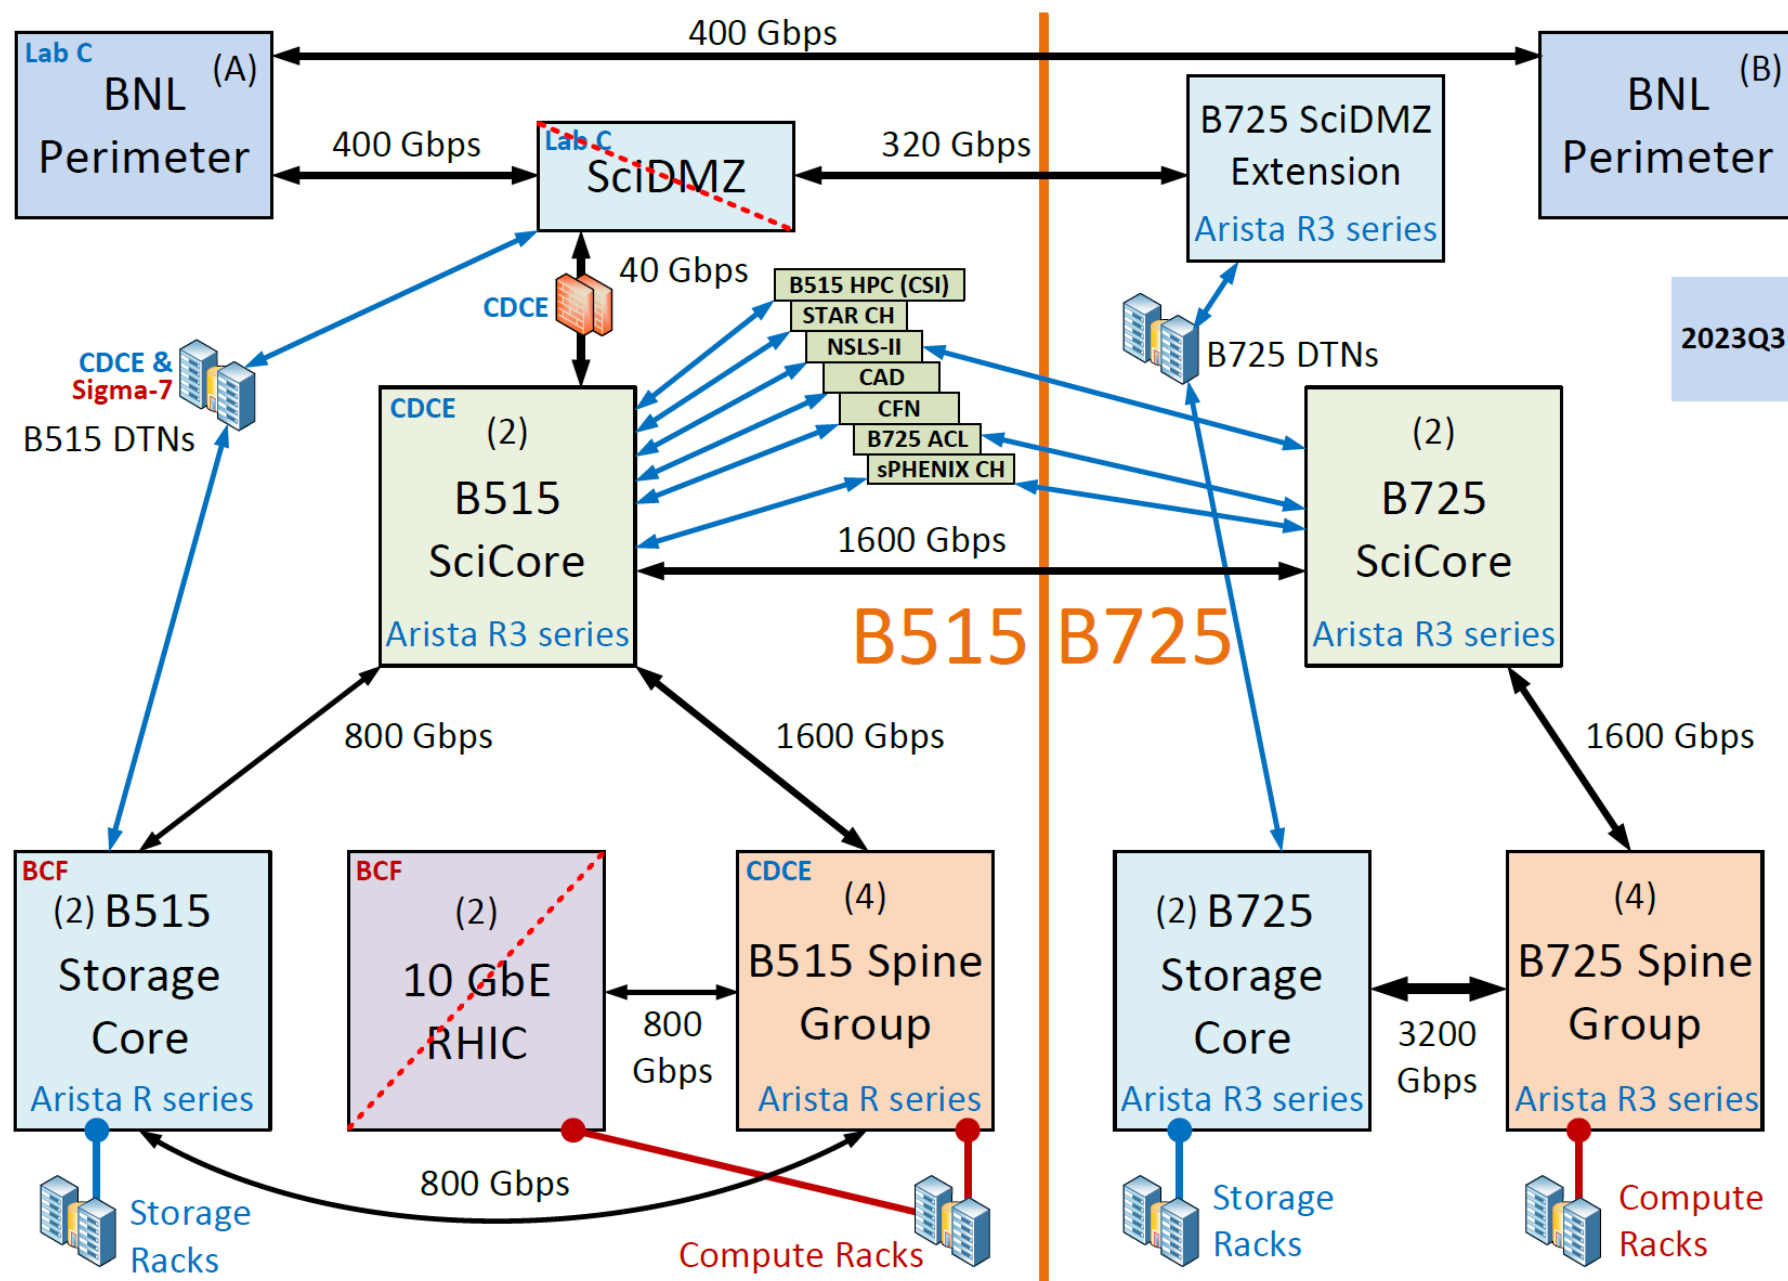 400 Gbps
Lab C
(A)
BNL
Perimeter
400 Gbps
Lab C
SciDMZ
320 Gbps
B725 SciDMZ
Extension
Arista R3 series
(B)
BNL
Perimeter
40 Gbps
CDCE
B515 HPC (CSI)
STAR CH
NSLS-II
CAD
CFN
B725 ACL
sPHENIX CH
B725 DTNs
2023Q3
CDCE &
Sigma-7
B515 DTNs
CDCE
(2)
B515
SciCore
Arista R3 series
1600 Gbps
(2)
B725
SciCore
Arista R3 series
B515
B725
800 Gbps
1600 Gbps
1600 Gbps
BCF
(2) B515
Storage
Core
Arista R series
BCF
(2)
10 GbE
RHIC
800
Gbps
CDCE
(4)
B515 Spine
Group
Arista R series
(2) B725
Storage
Core
Arista R3 series
3200
Gbps
(4)
B725 Spine
Group
Arista R3 series
800 Gbps
Storage
Racks
Compute Racks
Storage
Racks
Compute
Racks